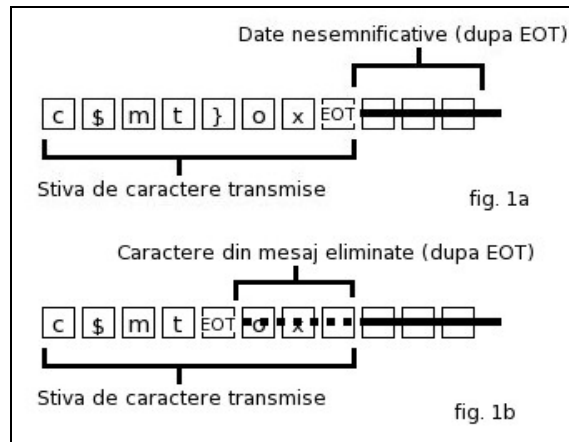 Date nesemnificative (dupa EOT)
c $ m t } o x EOT
Stiva de caractere transmise
fig. 1a
Caractere din mesaj eliminate (dupa EOT)
c $ m t EOT o x
Stiva de caractere transmise
fig. 1b